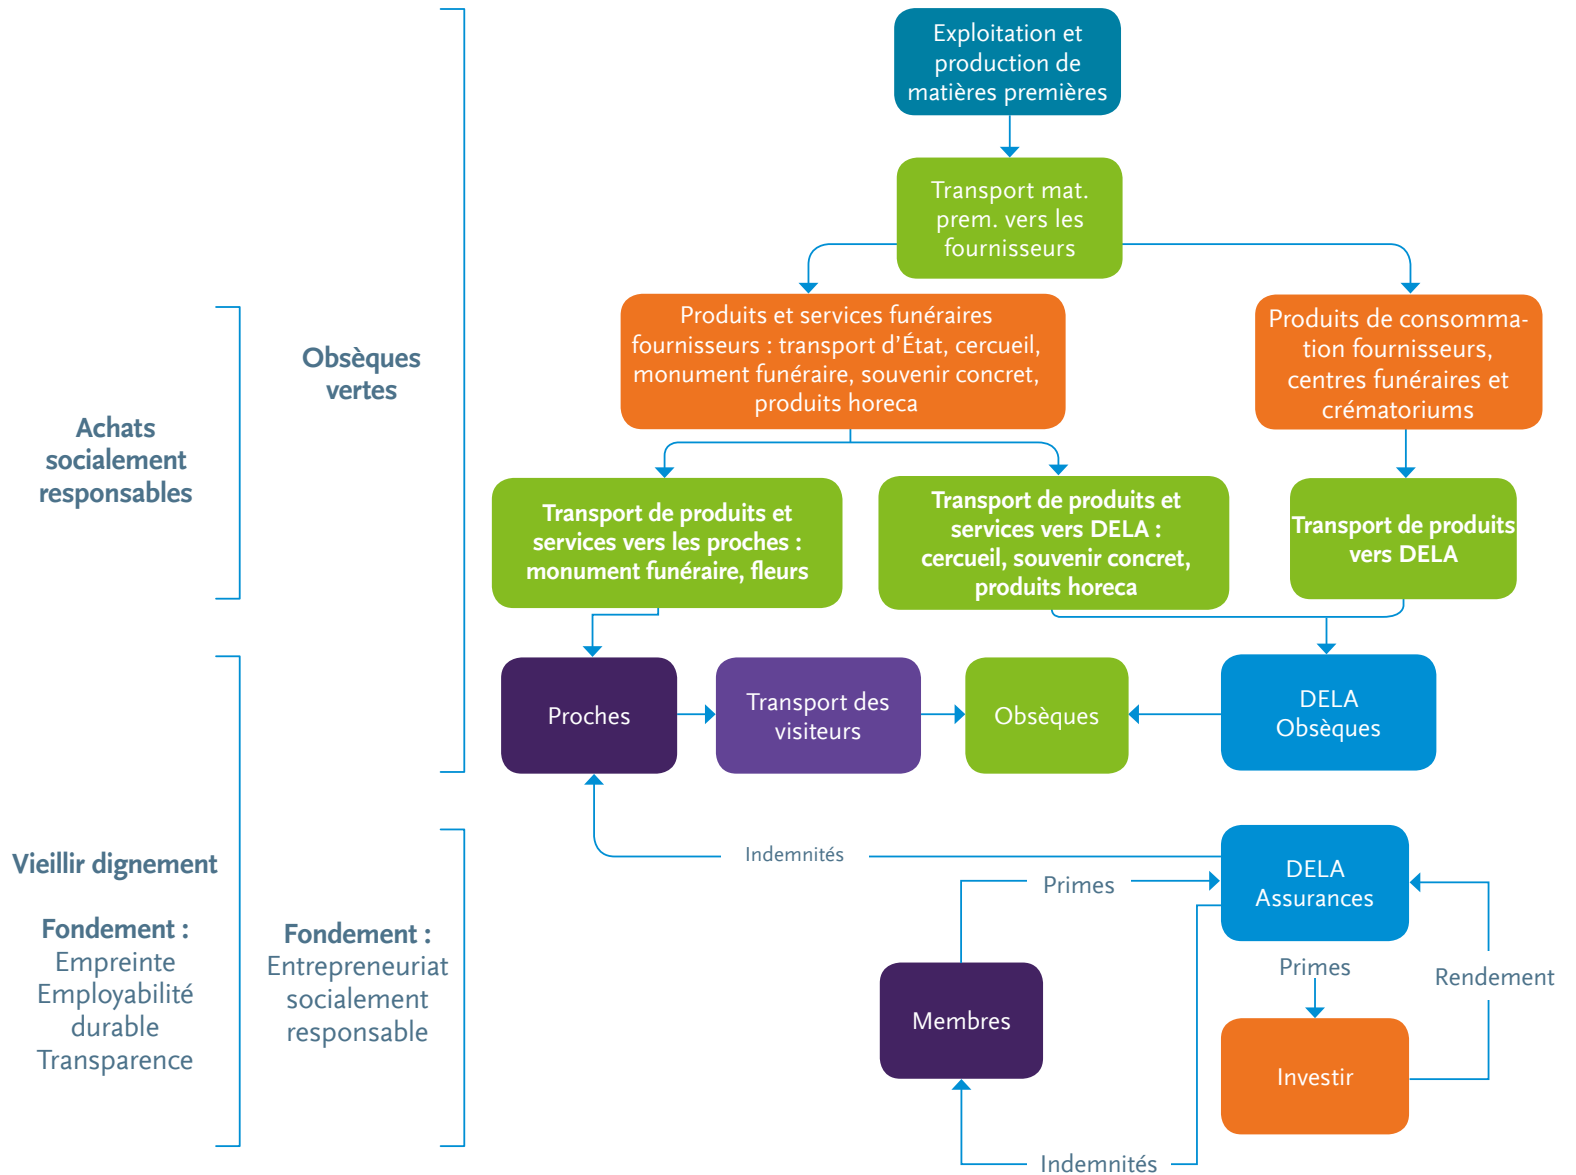 Exploitation et
production de
matières premières
Transport mat.
prem. vers les
fournisseurs
Obsèques
vertes
Achats
socialement
responsables
Produits et services funéraires
fournisseurs : transport d’État, cercueil,
monument funéraire, souvenir concret,
produits horeca
Produits de consomma-
tion fournisseurs,
centres funéraires et
crématoriums
Transport de produits et
services vers les proches :
monument funéraire, fleurs
Transport de produits et
services vers DELA :
cercueil, souvenir concret,
produits horeca
Transport de produits
vers DELA
Proches
Transport des
visiteurs
Obsèques
DELA
Obsèques
Vieillir dignement
Fondement :
Empreinte
Employabilité
durable
Transparence
Fondement :
Entrepreneuriat
socialement
responsable
Indemnités
Primes
DELA
Assurances
Primes
Rendement
Membres
Investir
Indemnités